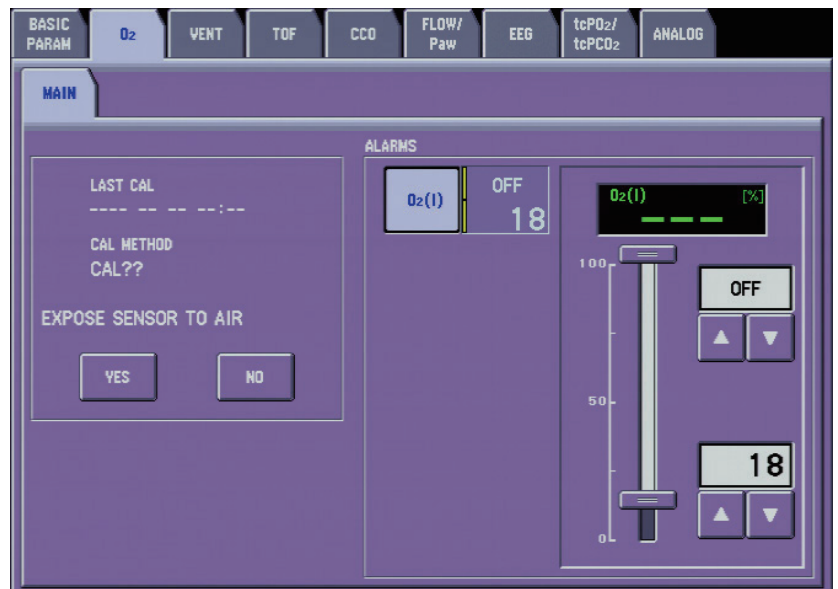 BASIC PARAM
O2
VENT
TOF
CCO
FLOW/ Paw
EEG
tcPO2/ tcPCO2
ANALOG
MAIN
LAST CAL
---- -- -- --:--
CAL METHOD
CAL??
EXPOSE SENSOR TO AIR
YES
NO
ALARMS
O2(I)
OFF
18
O2(I) [%]
---
100
50
0
OFF
▲ ▼
18
▲ ▼